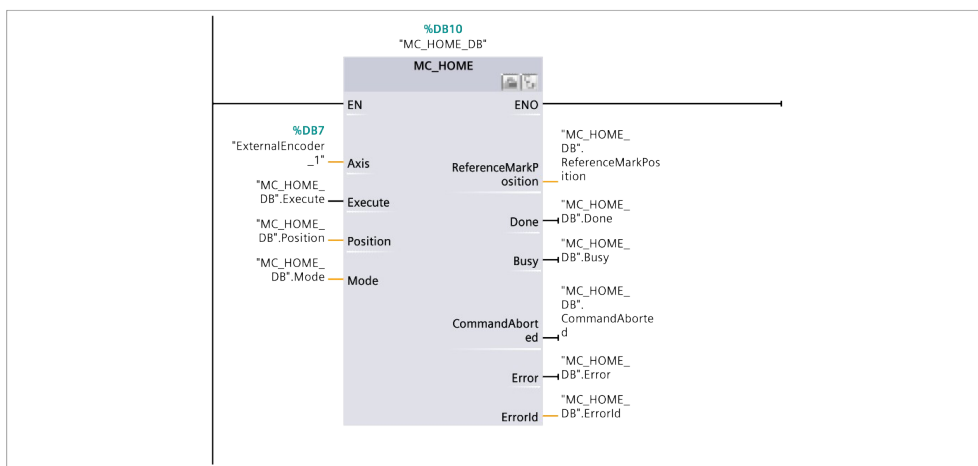 %DB10
"MC_HOME_DB"
MC_HOME
EN
ENO
%DB7
"ExternalEncoder
_1"
Axis
"MC_HOME_
DB".Execute
Execute
"MC_HOME_
DB".Position
Position
"MC_HOME_
DB".Mode
Mode
ReferenceMarkP
osition
"MC_HOME_
DB".
ReferenceMarkPos
ition
Done
"MC_HOME_
DB".Done
Busy
"MC_HOME_
DB".Busy
CommandAbort
ed
"MC_HOME_
DB".
CommandAborte
d
Error
"MC_HOME_
DB".Error
ErrorId
"MC_HOME_
DB".ErrorId